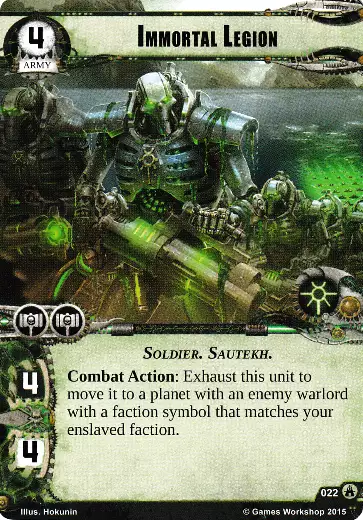 4
ARMY
IMMORTAL LEGION
SOLDIER. SAUTEKH.
4
4
Combat Action: Exhaust this unit to
move it to a planet with an enemy warlord
with a faction symbol that matches your
enslaved faction.
022
Illus. Hokunin
© Games Workshop 2015